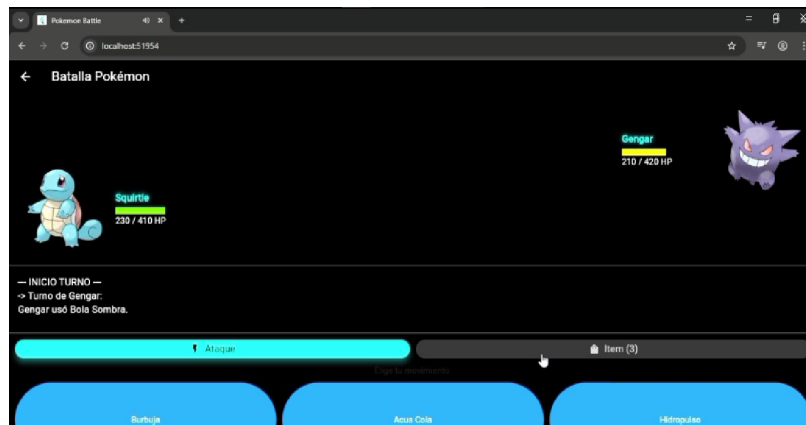 Pokemon Battle
localhost:51954
Batalla Pokémon
Gengar
210 / 420 HP
Squirtle
230 / 410 HP
— INICIO TURNO —
-> Turno de Gengar:
Gengar usó Bola Sombra.
Ataque
Item (3)
Elige tu movimiento
Burbuja
Acua Cola
Hidropulso